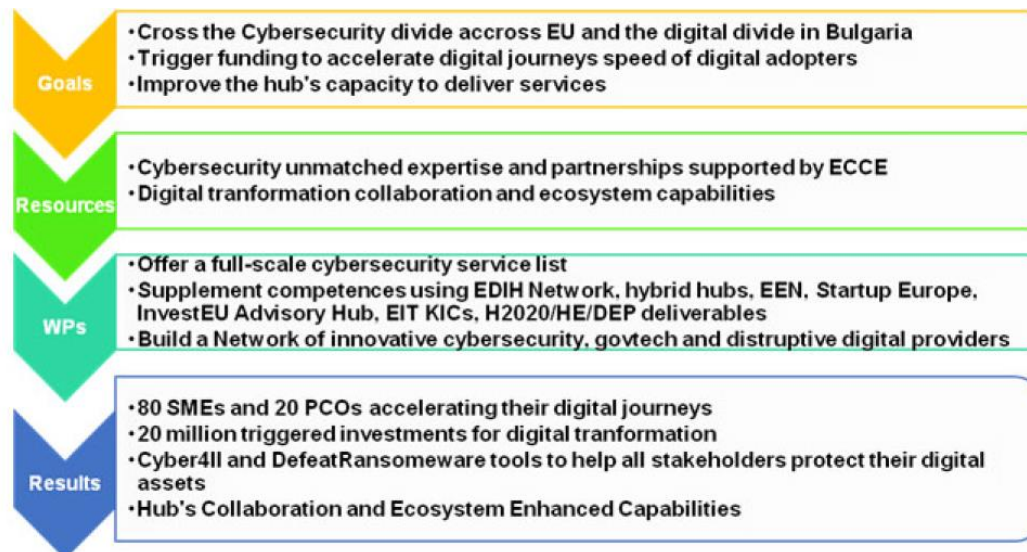 Goals
•Cross the Cybersecurity divide accross EU and the digital divide in Bulgaria
•Trigger funding to accelerate digital journeys speed of digital adopters
•Improve the hub's capacity to deliver services
Resources
•Cybersecurity unmatched expertise and partnerships supported by ECCE
•Digital tranformation collaboration and ecosystem capabilities
WPs
•Offer a full-scale cybersecurity service list
•Supplement competences using EDIH Network, hybrid hubs, EEN, Startup Europe,
InvestEU Advisory Hub, EIT KICs, H2020/HE/DEP deliverables
•Build a Network of innovative cybersecurity, govtech and distruptive digital providers
Results
•80 SMEs and 20 PCOs accelerating their digital journeys
•20 million triggered investments for digital tranformation
•Cyber4II and DefeatRansomeware tools to help all stakeholders protect their digital
assets
•Hub's Collaboration and Ecosystem Enhanced Capabilities